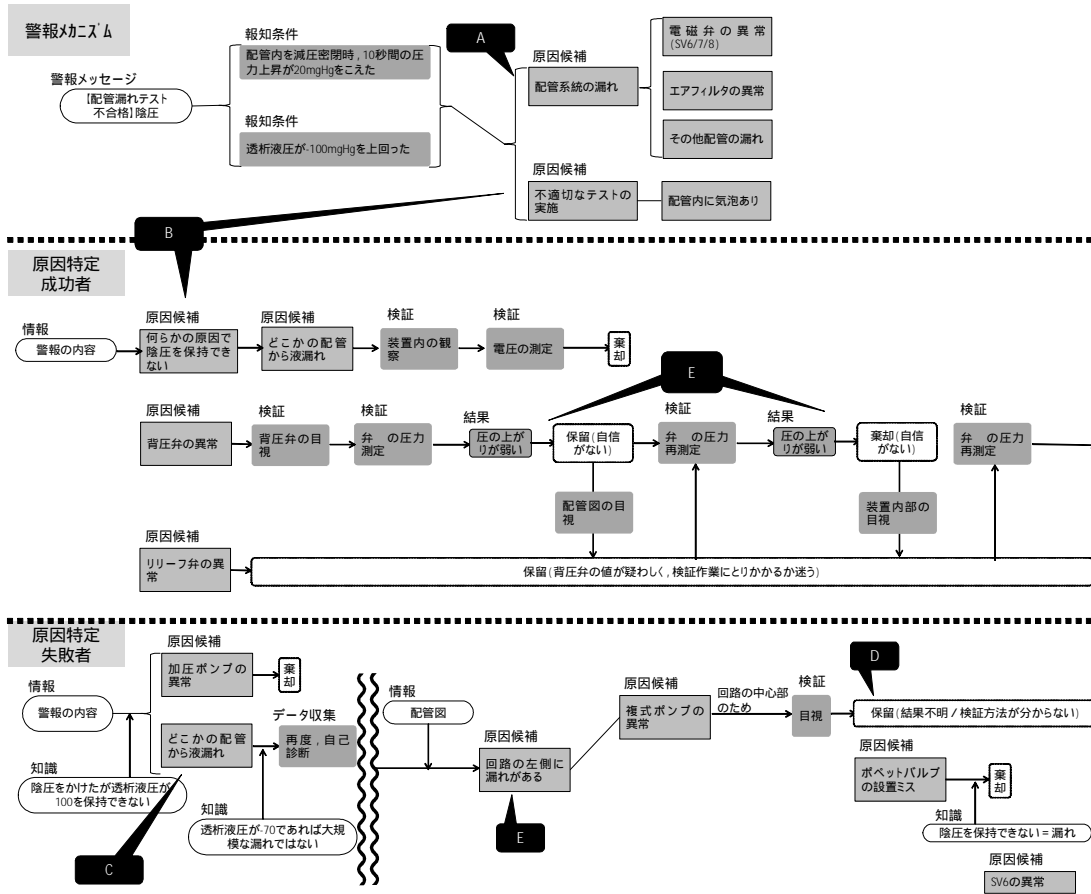 警報メカニズム
報知条件
配管内を減圧密閉時,10秒間の圧
力上昇が20mgHgをこえた
警報メッセージ
【配管漏れテスト
不合格】陰圧
報知条件
透析液圧が-100mgHgを上回った
A
原因候補
配管系統の漏れ
電磁弁の異常
(SV6/7/8)
エアフィルタの異常
その他配管の漏れ
原因候補
不適切なテストの
実施
配管内に気泡あり
B
原因特定
成功者
情報
警報の内容
原因候補
何らかの原因で
陰圧を保持でき
ない
原因候補
どこかの配管
から液漏れ
検証
装置内の観
察
検証
電圧の測定
棄
却
E
原因候補
背圧弁の異常
検証
背圧弁の目
視
検証
弁 の圧力
測定
結果
圧の上が
りが弱い
保留(自信
がない)
検証
弁 の圧力
再測定
結果
圧の上が
りが弱い
棄却(自信
がない)
検証
弁 の圧力
再測定
配管図の目
視
装置内部の
目視
原因候補
リリーフ弁の異
常
保留(背圧弁の値が疑わしく,検証作業にとりかかるか迷う)
原因特定
失敗者
情報
警報の内容
原因候補
加圧ポンプの
異常
棄
却
どこかの配管
から液漏れ
データ収集
再度,自己
診断
知識
陰圧をかけたが透析液圧が
100を保持できない
知識
透析液圧が-70であれば大規
模な漏れではない
C
情報
配管図
原因候補
回路の左側に
漏れがある
E
原因候補
複式ポンプの
異常
回路の中心部
のため
検証
目視
D
保留(結果不明/検証方法が分からない)
原因候補
ポペットバルブ
の設置ミス
棄
却
知識
陰圧を保持できない=漏れ
原因候補
SV6の異常